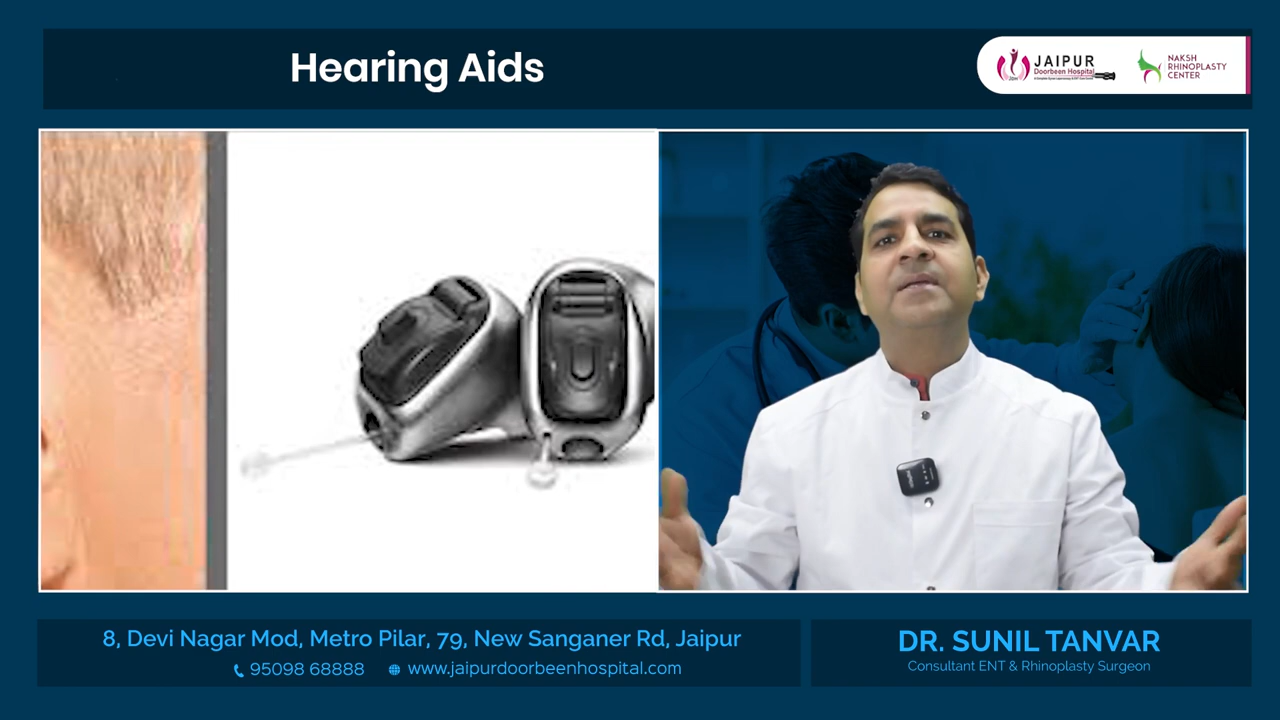 Hearing Aids
JAIPUR
Doorbeen Hospital
NAKSH
RHINOPLASTY
CENTER
8, Devi Nagar Mod, Metro Pilar, 79, New Sanganer Rd, Jaipur
95098 68888 www.jaipurdoorbeenhospital.com
DR. SUNIL TANVAR
Consultant ENT & Rhinoplasty Surgeon